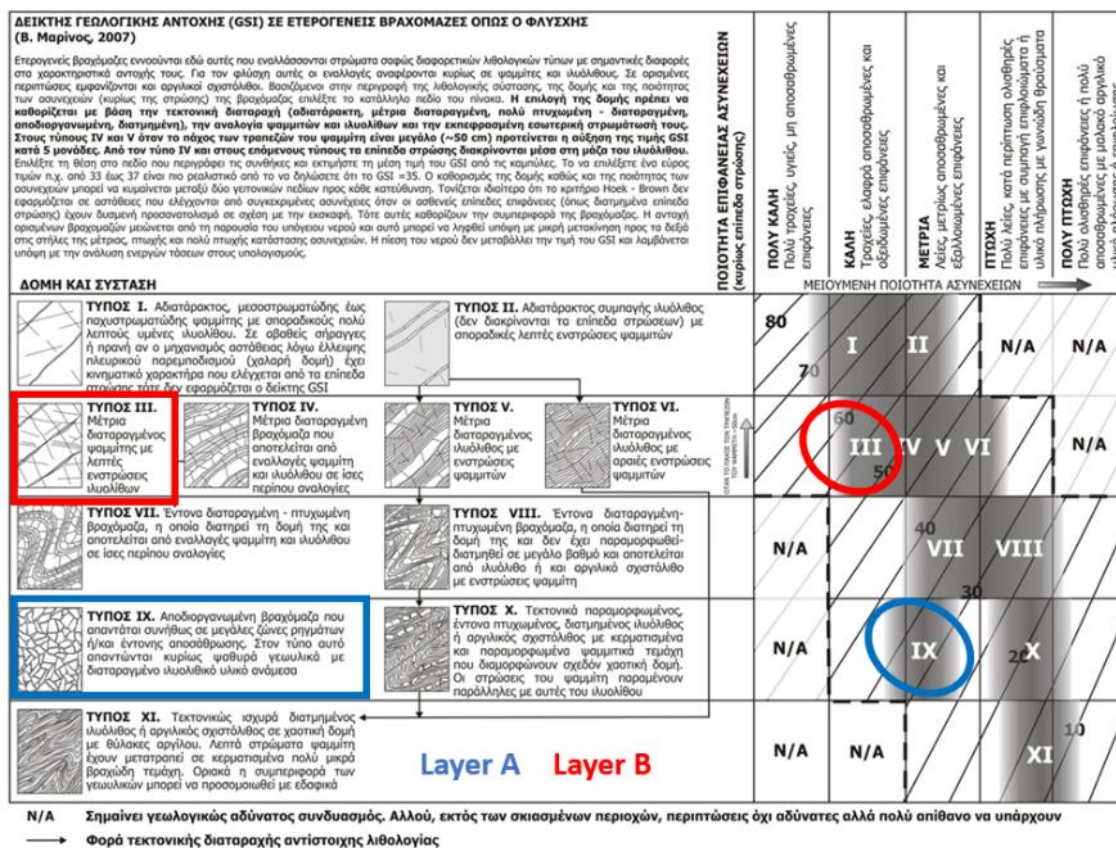 ΔΕΙΚΤΗΣ ΓΕΩΛΟΓΙΚΗΣ ΑΝΤΟΧΗΣ (GSI) ΣΕ ΕΤΕΡΟΓΕΝΕΙΣ ΒΡΑΧΟΜΑΖΕΣ ΟΠΩΣ Ο ΦΛΥΣΧΗΣ
(Β. Μαρίνος, 2007)
Ετερογενείς βραχόμαζες εννοούνται εδώ αυτές που εναλλάσσονται στρώματα σαφώς διαφορετικών λιθολογικών τύπων με σημαντικές διαφορές
στα χαρακτηριστικά αντοχής τους. Για τον φλύσχη αυτές οι εναλλαγές αναφέρονται κυρίως σε ψαμμίτες και ιλυόλιθους. Σε ορισμένες
περιπτώσεις εμφανίζονται και αργιλικοί σχιστόλιθοι. Βασιζόμενοι στην περιγραφή της λιθολογικής σύστασης, της δομής και της ποιότητας
των ασυνεχειών (κυρίως της στρώσης) της βραχόμαζας επιλέξτε το κατάλληλο πεδίο του πίνακα. Η επιλογή της δομής πρέπει να
καθορίζεται με βάση την τεκτονική διαταραχή (αδιατάρακτη, μέτρια διαταραγμένη, πολύ πτυχωμένη - διαταραγμένη,
αποδιοργανωμένη, διατμημένη), την αναλογία ψαμμιτών και ιλυολίθων και την εκπεφρασμένη εσωτερική στρωμάτωσή τους.
Στους τύπους IV και V όταν το πάχος των τραπεζών του ψαμμίτη είναι μεγάλο (~50 cm) προτείνεται η αύξηση της τιμής GSI
κατά 5 μονάδες. Από τον τύπο IV και στους επόμενους τύπους τα επίπεδα στρώσης διακρίνονται μέσα στη μάζα του ιλυόλιθου.
Επιλέξτε τη θέση στο πεδίο που περιγράφει τις συνθήκες και εκτιμήστε τη μέση τιμή του GSI από τις καμπύλες. Το να επιλέξετε ένα εύρος
τιμών π.χ. από 33 έως 37 είναι πιο ρεαλιστικό από το να δηλώσετε ότι το GSI =35. Ο καθορισμός της δομής καθώς και της ποιότητας των
ασυνεχειών μπορεί να κυμαίνεται μεταξύ δύο γειτονικών πεδίων προς κάθε κατεύθυνση. Τονίζεται ιδιαίτερα ότι το κριτήριο Hoek - Brown δεν
εφαρμόζεται σε αστάθειες που ελέγχονται από συγκεκριμένες ασυνέχειες όταν οι ασθενείς επίπεδες επιφάνειες (όπως διατμημένα επίπεδα
στρώσης) έχουν δυσμενή προσανατολισμό σε σχέση με την εκσκαφή. Τότε αυτές καθορίζουν την συμπεριφορά της βραχόμαζας. Η αντοχή
ορισμένων βραχομαζών μειώνεται από τη παρουσία του υπόγειου νερού και αυτό μπορεί να ληφθεί υπόψη με μικρή μετακίνηση προς τα δεξιά
στις στήλες της μέτριας, πτωχής και πολύ πτωχής κατάστασης ασυνεχειών. Η πίεση του νερού δεν μεταβάλλει την τιμή του GSI και λαμβάνεται
υπόψη με την ανάλυση ενεργών τάσεων στους υπολογισμούς.
ΔΟΜΗ ΚΑΙ ΣΥΣΤΑΣΗ
ΠΟΙΟΤΗΤΑ ΕΠΙΦΑΝΕΙΑΣ ΑΣΥΝΕΧΕΙΩΝ
(κυρίως επίπεδα στρώσης)
ΠΟΛΥ ΚΑΛΗ
Πολύ τραχείες, υγιείς, μη αποσαθρωμένες
επιφάνειες
ΚΑΛΗ
Τραχείες, ελαφρά αποσαθρωμένες και
οξειδωμένες επιφάνειες
ΜΕΤΡΙΑ
Λείες, μετρίως αποσαθρωμένες και
εξαλλοιωμένες επιφάνειες
ΠΤΩΧΗ
Πολύ λείες, κατά περίπτωση ολισθηρές
επιφάνειες με συμπαγή επιφλοιώματα ή
υλικό πλήρωσης με γωνιώδη θραύσματα
ΠΟΛΥ ΠΤΩΧΗ
Πολύ ολισθηρές επιφάνειες ή πολύ
αποσαθρωμένες με μαλακό αργιλικό
ΜΕΙΟΥΜΕΝΗ ΠΟΙΟΤΗΤΑ ΑΣΥΝΕΧΕΙΩΝ
ΤΥΠΟΣ I. Αδιατάρακτος, μεσοστρωματώδης έως
παχυστρωματώδης ψαμμίτης με σποραδικούς πολύ
λεπτούς υμένες ιλυολίθου. Σε αβαθείς σήραγγες
ή πρανή αν ο μηχανισμός αστάθειας λόγω έλλειψης
πλευρικού παρεμποδισμού (χαλαρή δομή) έχει
κινηματικό χαρακτήρα που ελέγχεται από τα επίπεδα
στρώσης τότε δεν εφαρμόζεται ο δείκτης GSI
ΤΥΠΟΣ II. Αδιατάρακτος συμπαγής ιλυόλιθος
(δεν διακρίνονται τα επίπεδα στρώσεων) με
σποραδικές λεπτές ενστρώσεις ψαμμιτών
80
70
I
II
N/A
N/A
ΤΥΠΟΣ III.
Μέτρια
διαταραγμένος
ψαμμίτης με
λεπτές
ενστρώσεις
ιλυολίθων
ΤΥΠΟΣ IV.
Μέτρια διαταραγμένη
βραχόμαζα που
αποτελείται από
εναλλαγές ψαμμίτη
και ιλυολίθου σε ίσες
περίπου αναλογίες
ΤΥΠΟΣ V.
Μέτρια
διαταραγμένος
ιλυόλιθος με
ενστρώσεις
ψαμμιτών
ΤΥΠΟΣ VI.
Μέτρια
διαταραγμένος
ιλυόλιθος με
αραιές ενστρώσεις
ψαμμιτών
ΟΤΑΝ ΤΟ ΠΑΧΟΣ ΤΩΝ ΤΡΑΠΕΖΩΝ
ΤΟΥ ΨΑΜΜΙΤΗ ~50cm
60
III
IV
V
VI
50
N/A
ΤΥΠΟΣ VII. Έντονα διαταραγμένη - πτυχωμένη
βραχόμαζα, η οποία διατηρεί τη δομή της και
αποτελείται από εναλλαγές ψαμμίτη και ιλυολίθου
σε ίσες περίπου αναλογίες
ΤΥΠΟΣ VIII. Έντονα διαταραγμένη-
πτυχωμένη βραχόμαζα, η οποία διατηρεί τη
δομή της και δεν έχει παραμορφωθεί-
διατμηθεί σε μεγάλο βαθμό και αποτελείται
από ιλυόλιθο ή και αργιλικό σχιστόλιθο
με ενστρώσεις ψαμμίτη
N/A
40
VII
VIII
30
ΤΥΠΟΣ IX. Αποδιοργανωμένη βραχόμαζα που
απαντάται συνήθως σε μεγάλες ζώνες ρηγμάτων
ή/και έντονης αποσάθρωσης. Στον τύπο αυτό
απαντώνται κυρίως ψαθυρά γεωυλικά με
διαταραγμένο ιλυολιθικό υλικό ανάμεσα
ΤΥΠΟΣ X. Τεκτονικά παραμορφωμένος,
έντονα πτυχωμένος, διατμημένος ιλυόλιθος
ή αργιλικός σχιστόλιθος με κερματισμένα
και παραμορφωμένα ψαμμιτικά τεμάχη
που διαμορφώνουν σχεδόν χαοτική δομή.
Οι στρώσεις του ψαμμίτη παραμένουν
παράλληλες με αυτές του ιλυολίθου
N/A
IX
20
X
ΤΥΠΟΣ XI. Τεκτονικώς ισχυρά διατμημένος
ιλυόλιθος ή αργιλικός σχιστόλιθος σε χαοτική δομή
με θύλακες αργίλου. Λεπτά στρώματα ψαμμίτη
έχουν μετατραπεί σε κερματισμένα πολύ μικρά
βραχώδη τεμάχη. Οριακά η συμπεριφορά των
γεωυλικών μπορεί να προσομοιωθεί με εδαφικά
Layer A
Layer B
N/A
N/A
10
XI
N/A Σημαίνει γεωλογικώς αδύνατος συνδυασμός. Αλλού, εκτός των σκιασμένων περιοχών, περιπτώσεις όχι αδύνατες αλλά πολύ απίθανο να υπάρχουν
Φορά τεκτονικής διαταραχής αντίστοιχης λιθολογίας